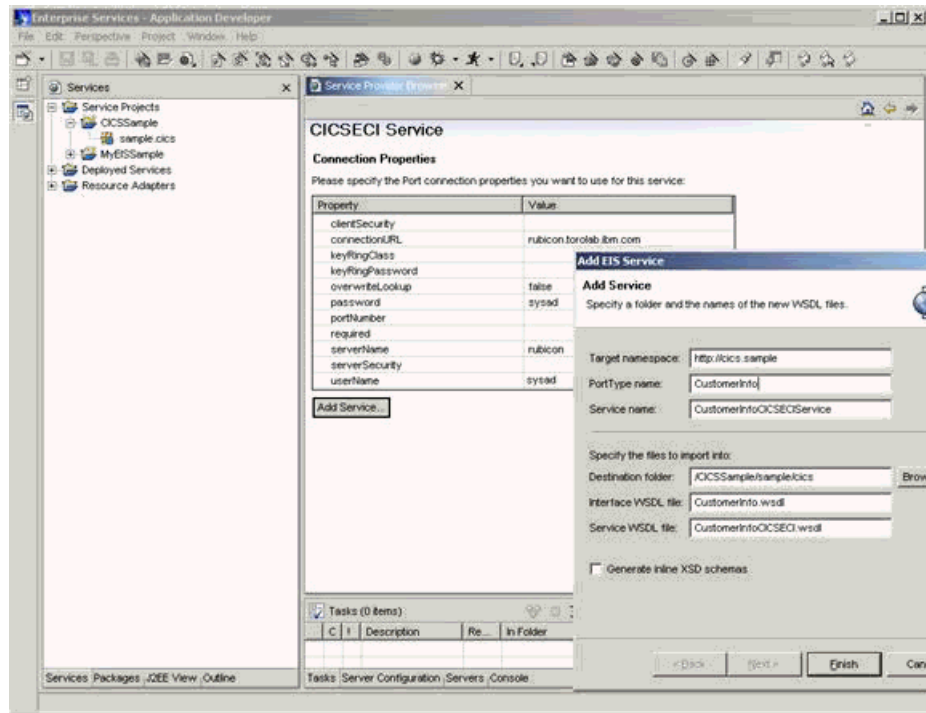 Enterprise Services - Application Developer
File Edit Perspective Project Window Help
Services
Service Projects
CICSSample
sample.cics
MyEISSample
Deployed Services
Resource Adapters
Services Packages J2EE View Outline
Service Provider Browser
CICSECI Service
Connection Properties
Please specify the Port connection properties you want to use for this service:
Property Value
clientSecurity
connectionURL rubicon.torolab.ibm.com
keyRingClass
keyRingPassword
overwriteLookup false
password sysad
portNumber
required
serverName rubicon
serverSecurity
userName sysad
Add Service...
Tasks (0 items)
C ! Description Re... In Folder
Tasks Server Configuration Servers Console
Add EIS Service
Add Service
Specify a folder and the names of the new WSDL files.
Target namespace: http://cics.sample
PortType name: CustomerInfo
Service name: CustomerInfoCICSECIService
Specify the files to import into:
Destination folder: /CICSSample/sample/cics
Brow
Interface WSDL file: CustomerInfo.wsdl
Service WSDL file: CustomerInfoCICSECI.wsdl
Generate inline XSD schemas
< Back Next > Finish Can